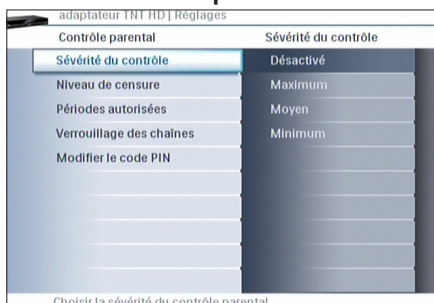 adaptateur TNT HD | Réglages
Contrôle parental
Sévérité du contrôle
Sévérité du contrôle
Désactivé
Niveau de censure
Maximum
Périodes autorisées
Moyen
Verrouillage des chaînes
Minimum
Modifier le code PIN
Choisir la sévérité du contrôle parental